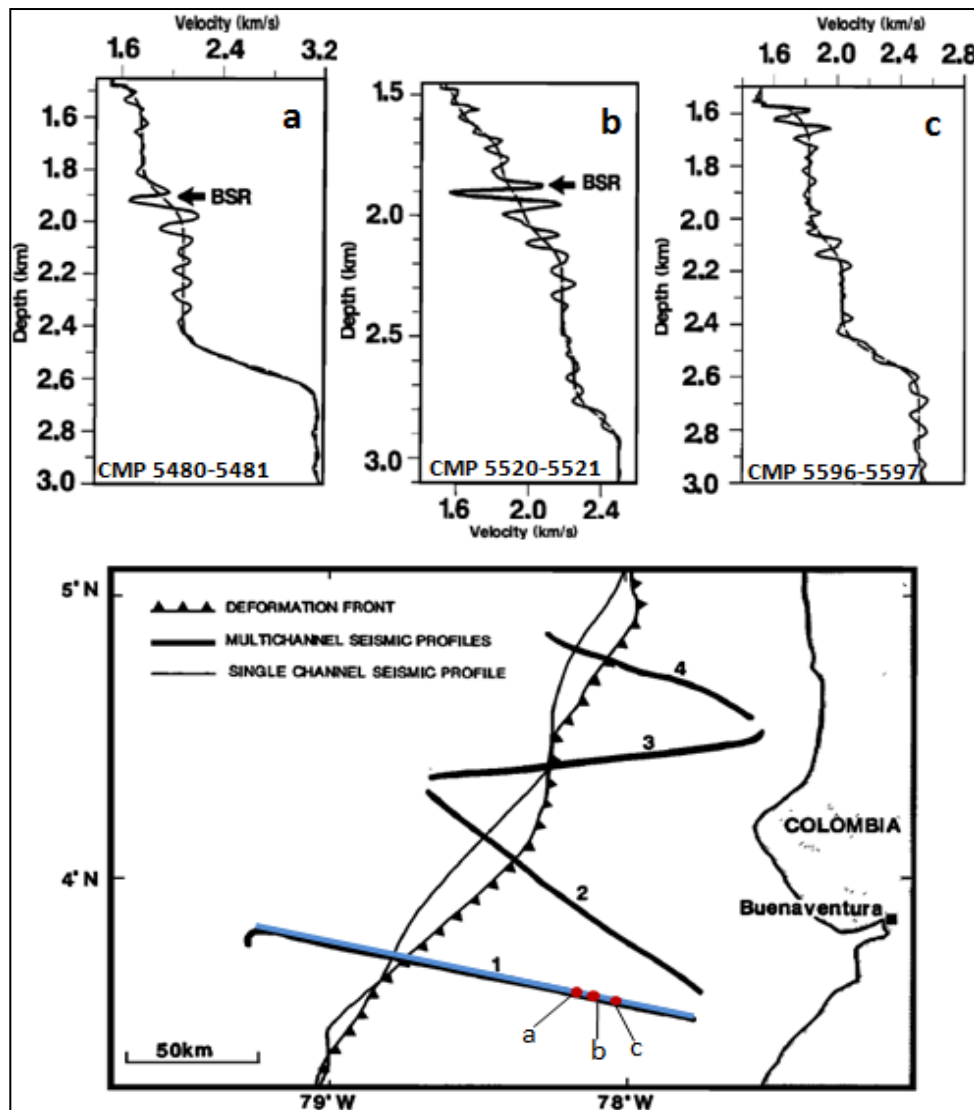 Velocity (km/s)
1.6 2.4 3.2
a
BSR
Depth (km)
1.6
1.8
2.0
2.2
2.4
2.6
2.8
3.0
CMP 5480-5481
b
BSR
Depth (km)
1.5
2.0
2.5
3.0
CMP 5520-5521
1.6 2.0 2.4
Velocity (km/s)
Velocity (km/s)
1.6 2.0 2.4 2.8
c
Depth (km)
1.6
1.8
2.0
2.2
2.4
2.6
2.8
3.0
CMP 5596-5597
5°N
DEFORMATION FRONT
MULTICHANNEL SEISMIC PROFILES
SINGLE CHANNEL SEISMIC PROFILE
4
3
COLOMBIA
4°N
2
Buenaventura
1
a b c
50km
79°W 78°W